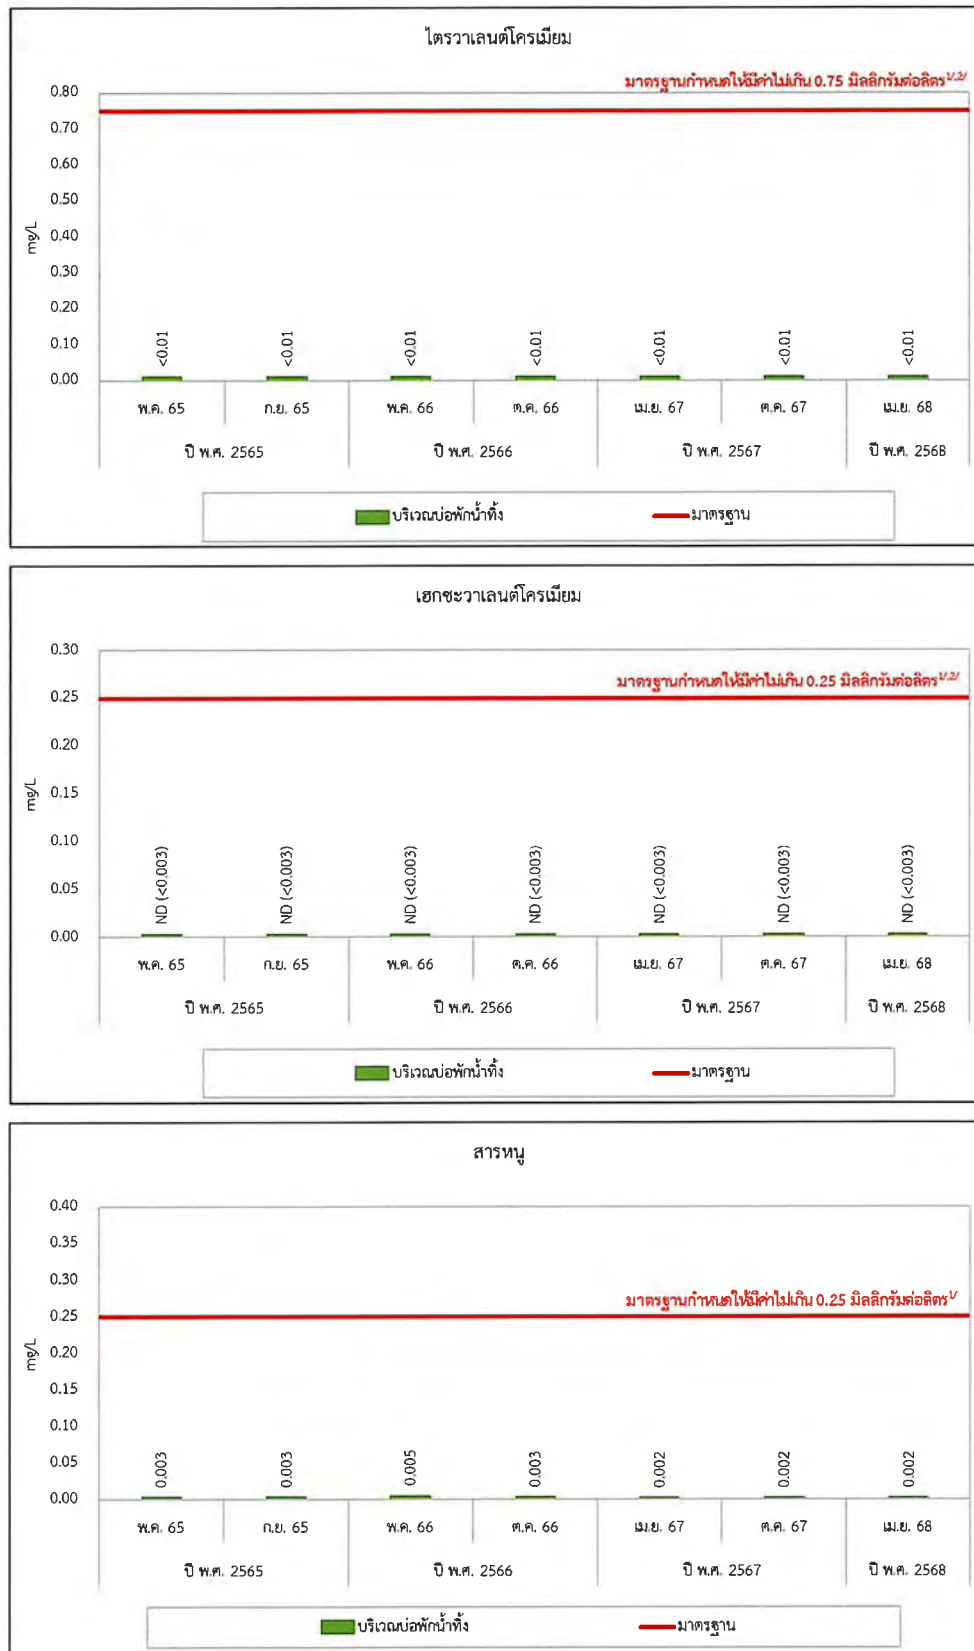 ไตรวาเลนต์โครเมียม
มาตรฐานกำหนดให้มีค่าไม่เกิน 0.75 มิลลิกรัมต่อลิตร1/,2/
0.80
0.70
0.60
0.50
0.40
0.30
0.20
0.10
0.00
mg/L
<0.01 <0.01 <0.01 <0.01 <0.01 <0.01 <0.01
พ.ค. 65 ก.ย. 65 พ.ค. 66 ต.ค. 66 เม.ย. 67 ต.ค. 67 เม.ย. 68
ปี พ.ศ. 2565 ปี พ.ศ. 2566 ปี พ.ศ. 2567 ปี พ.ศ. 2568
บริเวณบ่อพักน้ำทิ้ง มาตรฐาน
เฮกซะวาเลนต์โครเมียม
0.30
มาตรฐานกำหนดให้มีค่าไม่เกิน 0.25 มิลลิกรัมต่อลิตร1/,2/
0.25
0.20
0.15
0.10
0.05
0.00
mg/L
ND (<0.003) ND (<0.003) ND (<0.003) ND (<0.003) ND (<0.003) ND (<0.003) ND (<0.003)
พ.ค. 65 ก.ย. 65 พ.ค. 66 ต.ค. 66 เม.ย. 67 ต.ค. 67 เม.ย. 68
ปี พ.ศ. 2565 ปี พ.ศ. 2566 ปี พ.ศ. 2567 ปี พ.ศ. 2568
บริเวณบ่อพักน้ำทิ้ง มาตรฐาน
สารหนู
0.40
0.35
0.30
มาตรฐานกำหนดให้มีค่าไม่เกิน 0.25 มิลลิกรัมต่อลิตร1/
0.25
0.20
0.15
0.10
0.05
0.00
mg/L
0.003 0.003 0.005 0.003 0.002 0.002 0.002
พ.ค. 65 ก.ย. 65 พ.ค. 66 ต.ค. 66 เม.ย. 67 ต.ค. 67 เม.ย. 68
ปี พ.ศ. 2565 ปี พ.ศ. 2566 ปี พ.ศ. 2567 ปี พ.ศ. 2568
บริเวณบ่อพักน้ำทิ้ง มาตรฐาน